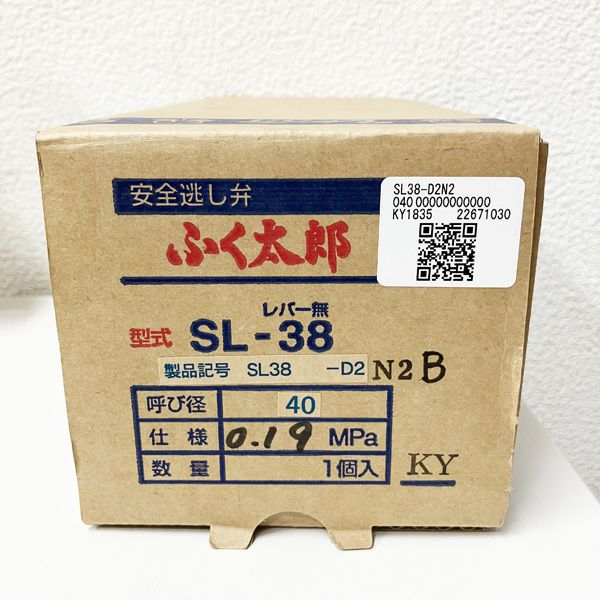 安全逃し弁
SL38-D2N2
040 00000000000
KY1835 22671030
ふく太郎
レバー無
型式 SL-38
製品記号 SL38 -D2 N2 B
呼び径 40
仕様 0.19 MPa
数量 1個入
KY